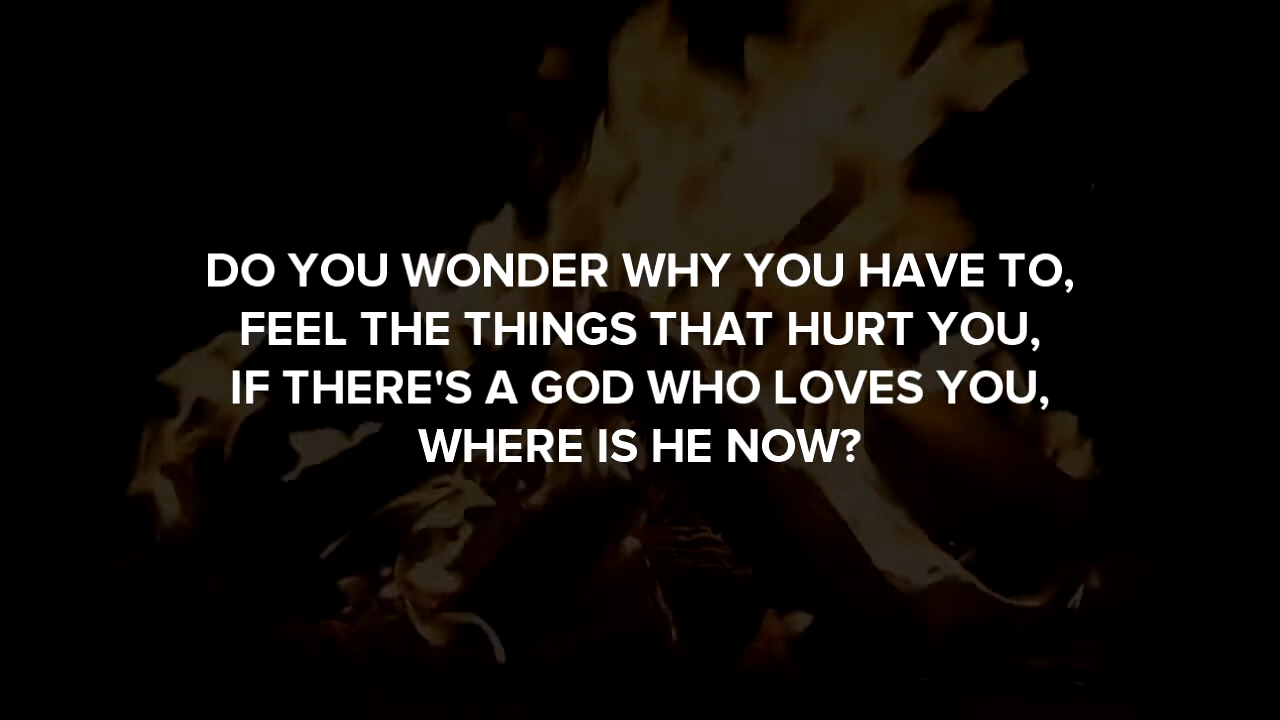 DO YOU WONDER WHY YOU HAVE TO,
FEEL THE THINGS THAT HURT YOU,
IF THERE'S A GOD WHO LOVES YOU,
WHERE IS HE NOW?